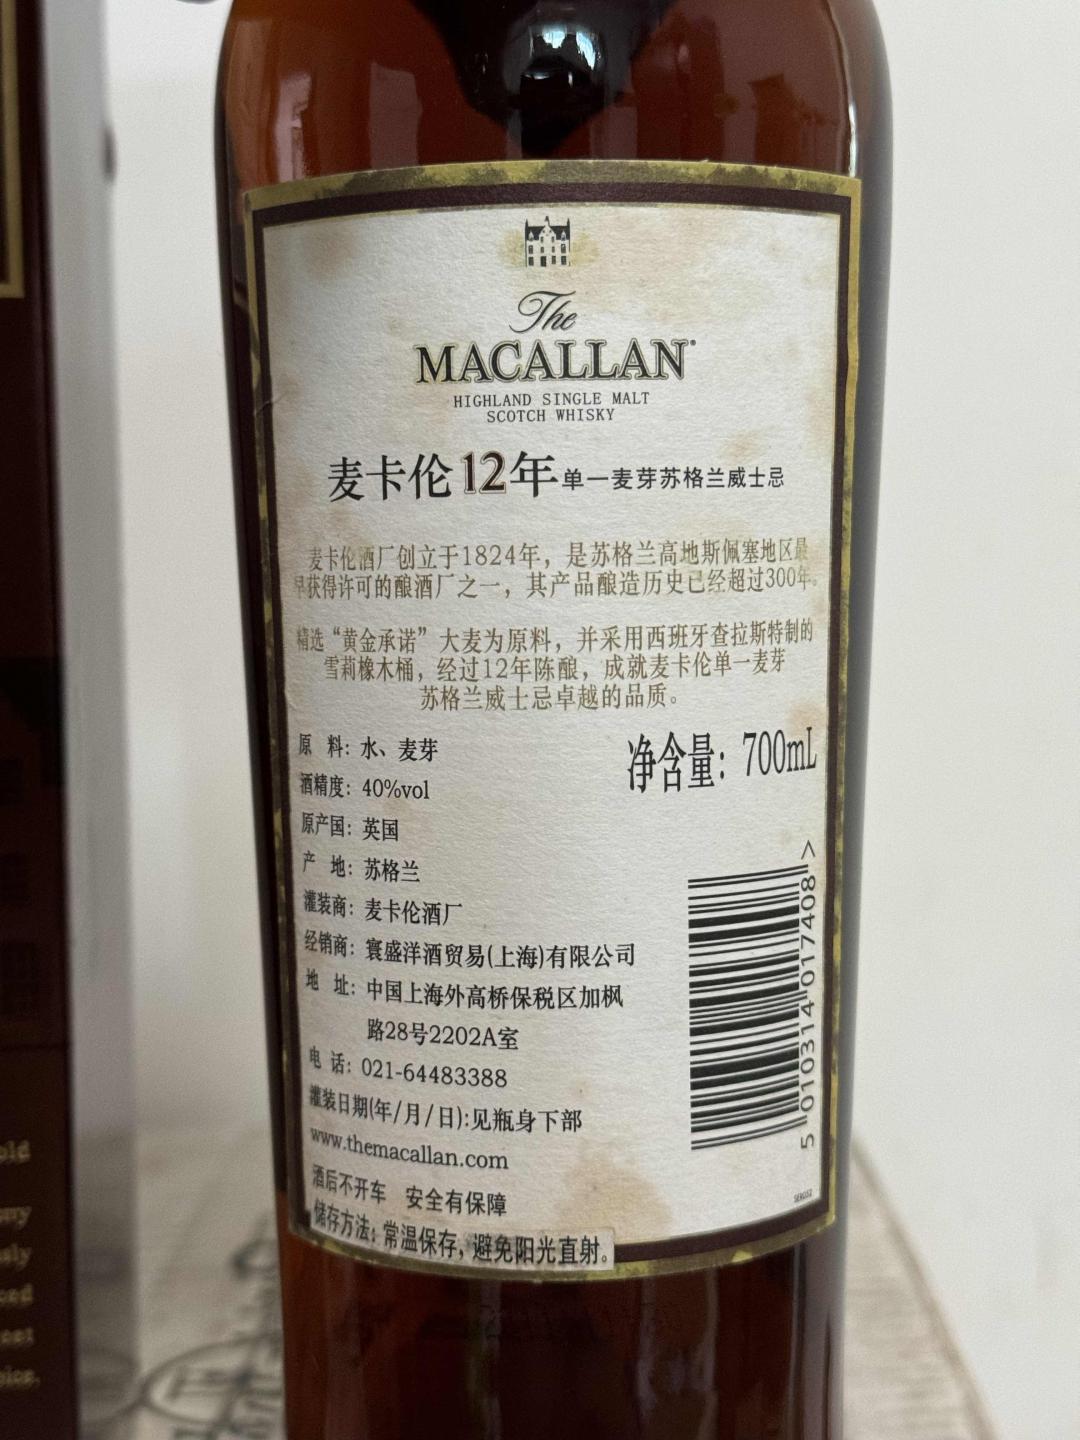 The
MACALLAN
HIGHLAND SINGLE MALT
SCOTCH WHISKY
麦卡伦12年单一麦芽苏格兰威士忌
麦卡伦酒厂创立于1824年，是苏格兰高地斯佩塞地区最
早获得许可的酿酒厂之一，其产品酿造历史已经超过300年。
精选“黄金承诺”大麦为原料，并采用西班牙查拉斯特制的
雪莉橡木桶，经过12年陈酿，成就麦卡伦单一麦芽
苏格兰威士忌卓越的品质。
净含量：700mL
原 料：水、麦芽
酒精度：40%vol
原产国：英国
产 地：苏格兰
灌装商：麦卡伦酒厂
经销商：寰盛洋酒贸易(上海)有限公司
地 址：中国上海外高桥保税区加枫
路28号2202A室
电 话：021-64483388
灌装日期(年/月/日):见瓶身下部
www.themacallan.com
酒后不开车 安全有保障
储存方法：常温保存，避免阳光直射。
5 010314 017408 >
old
ny
sly
ced
eet
pice.